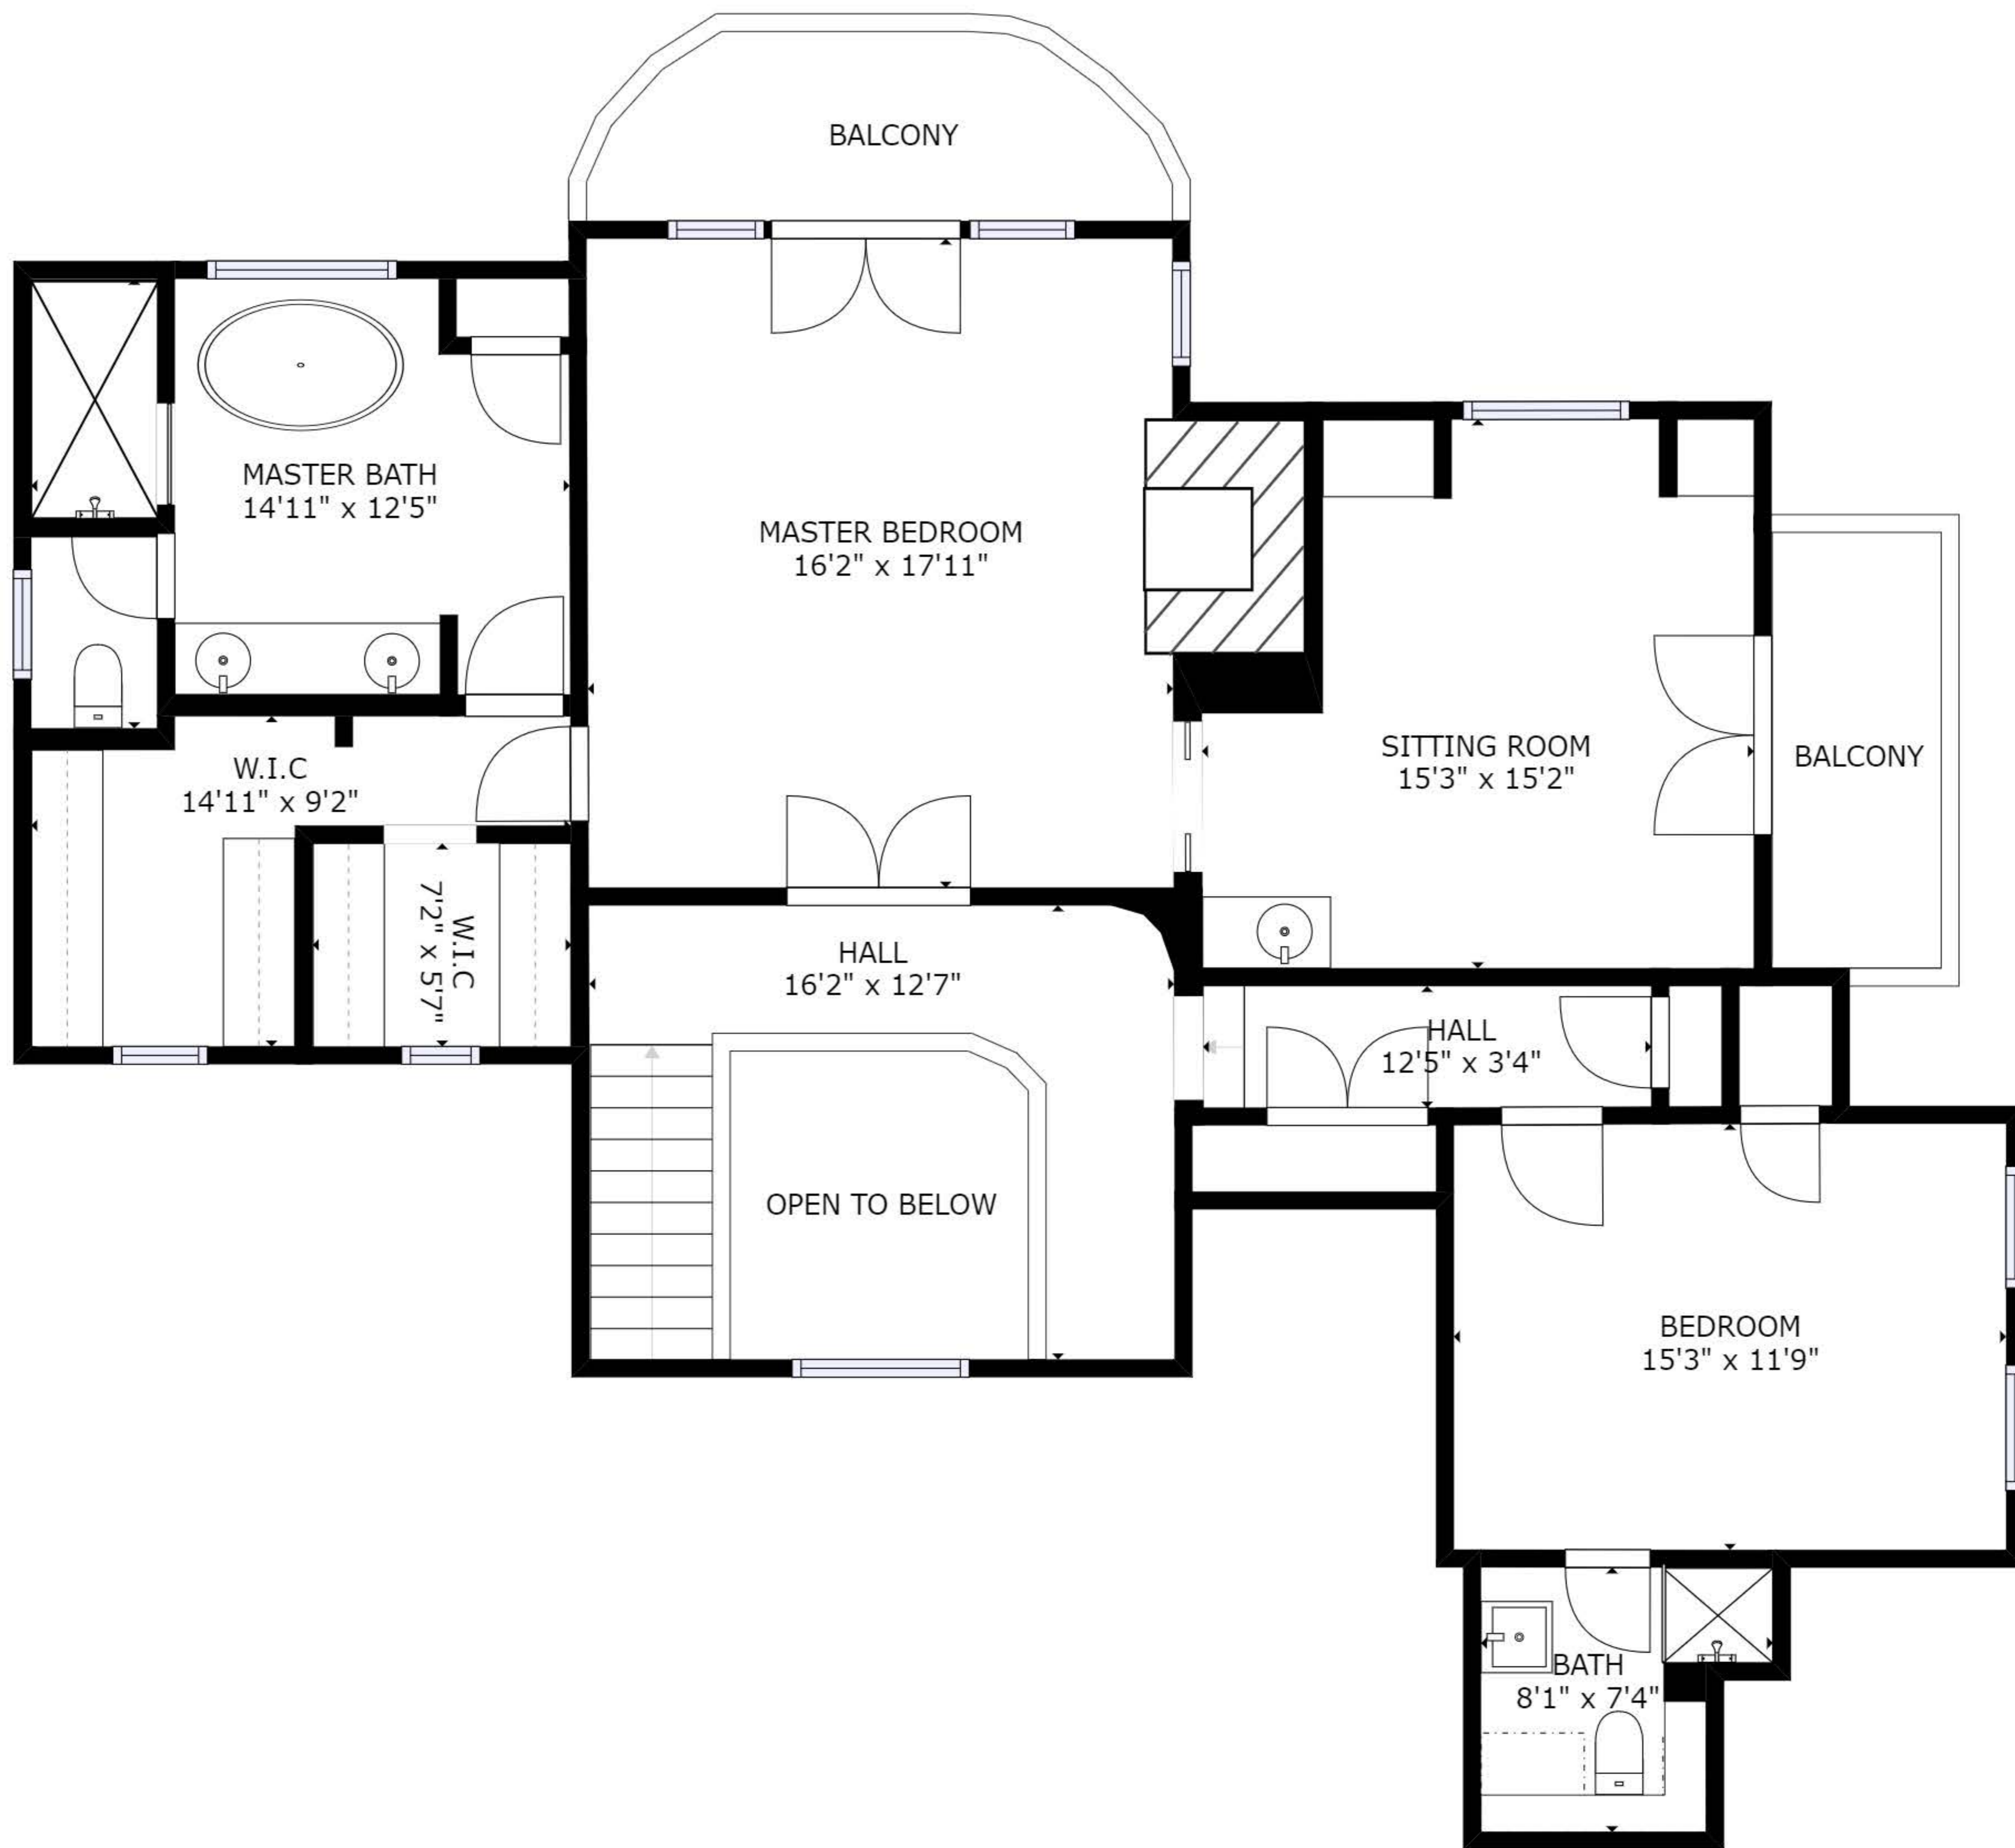 BALCONY
MASTER BATH
14'11" x 12'5"
MASTER BEDROOM
16'2" x 17'11"
SITTING ROOM
15'3" x 15'2"
BALCONY
W.I.C
14'11" x 9'2"
W.I.C
7'2" x 5'7"
HALL
16'2" x 12'7"
HALL
12'5" x 3'4"
OPEN TO BELOW
BEDROOM
15'3" x 11'9"
BATH
8'1" x 7'4"